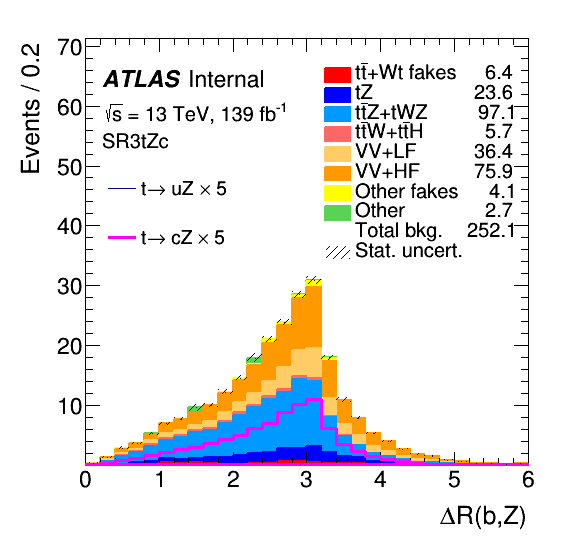 Events / 0.2
70
60
50
40
30
20
10
ATLAS Internal
√s = 13 TeV, 139 fb⁻¹
SR3tZc
t→ uZ × 5
t→ cZ × 5
tt̄+Wt fakes 6.4
tZ 23.6
tt̄Z+tWZ 97.1
tt̄W+tt̄H 5.7
VV+LF 36.4
VV+HF 75.9
Other fakes 4.1
Other 2.7
Total bkg. 252.1
Stat. uncert.
0 1 2 3 4 5 6
ΔR(b,Z)